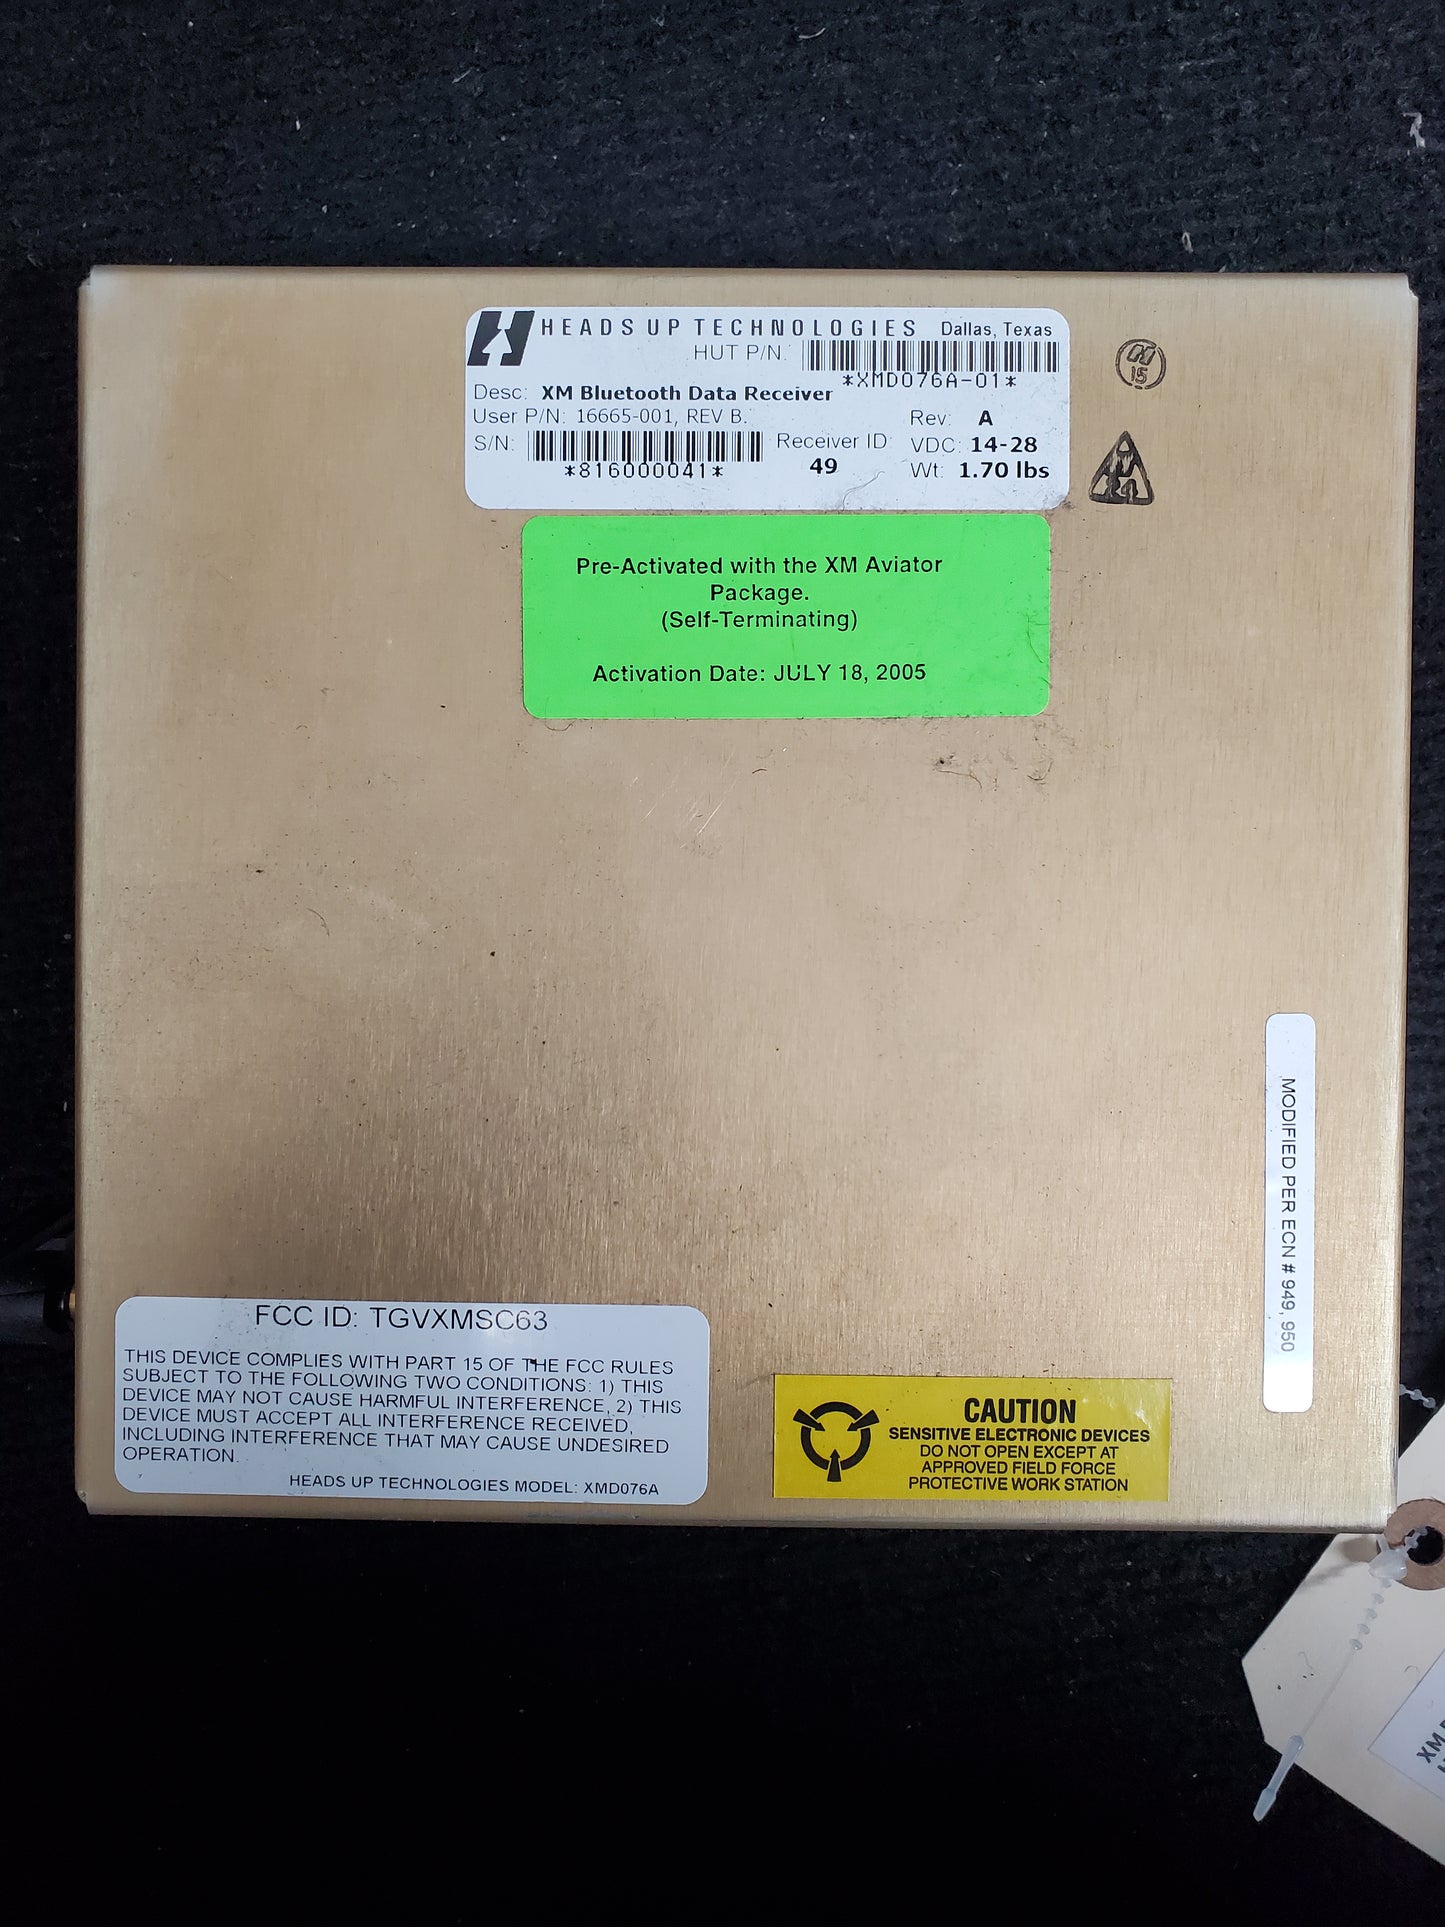 HEADS UP TECHNOLOGIES Dallas, Texas
HUT P/N:
*XMD076A-01*
Desc: XM Bluetooth Data Receiver
User P/N: 16665-001, REV B. Rev: A
S/N: Receiver ID: VDC: 14-28
*816000041* 49 Wt: 1.70 lbs
15
Pre-Activated with the XM Aviator
Package.
(Self-Terminating)
Activation Date: JULY 18, 2005
MODIFIED PER ECN # 949, 950
FCC ID: TGVXMSC63
THIS DEVICE COMPLIES WITH PART 15 OF THE FCC RULES
SUBJECT TO THE FOLLOWING TWO CONDITIONS: 1) THIS
DEVICE MAY NOT CAUSE HARMFUL INTERFERENCE, 2) THIS
DEVICE MUST ACCEPT ALL INTERFERENCE RECEIVED,
INCLUDING INTERFERENCE THAT MAY CAUSE UNDESIRED
OPERATION.
HEADS UP TECHNOLOGIES MODEL: XMD076A
CAUTION
SENSITIVE ELECTRONIC DEVICES
DO NOT OPEN EXCEPT AT
APPROVED FIELD FORCE
PROTECTIVE WORK STATION
XM